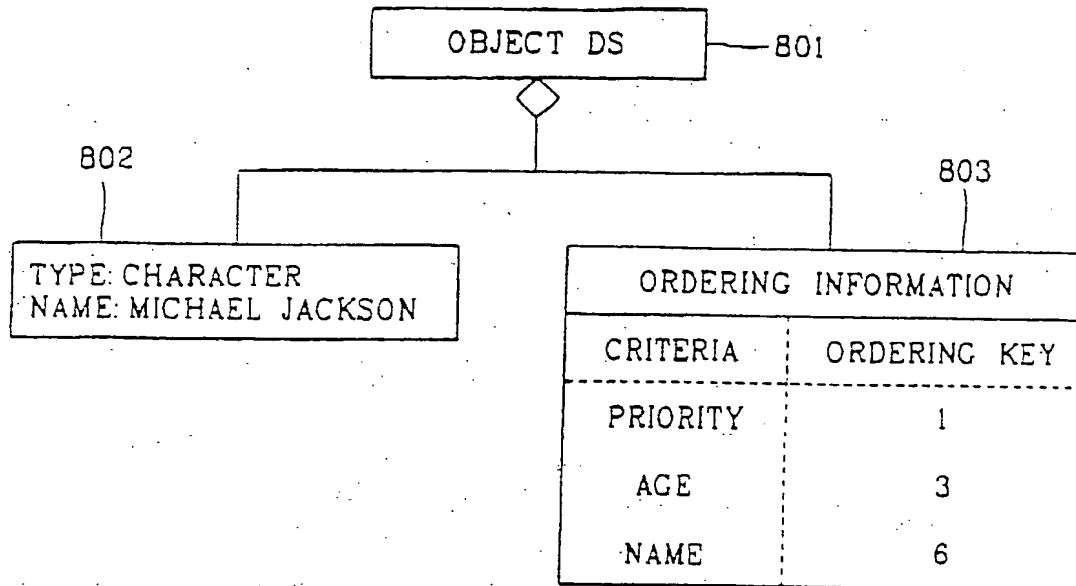 OBJECT DS
801
802
803
TYPE: CHARACTER
NAME: MICHAEL JACKSON
ORDERING INFORMATION
CRITERIA ORDERING KEY
PRIORITY 1
AGE 3
NAME 6